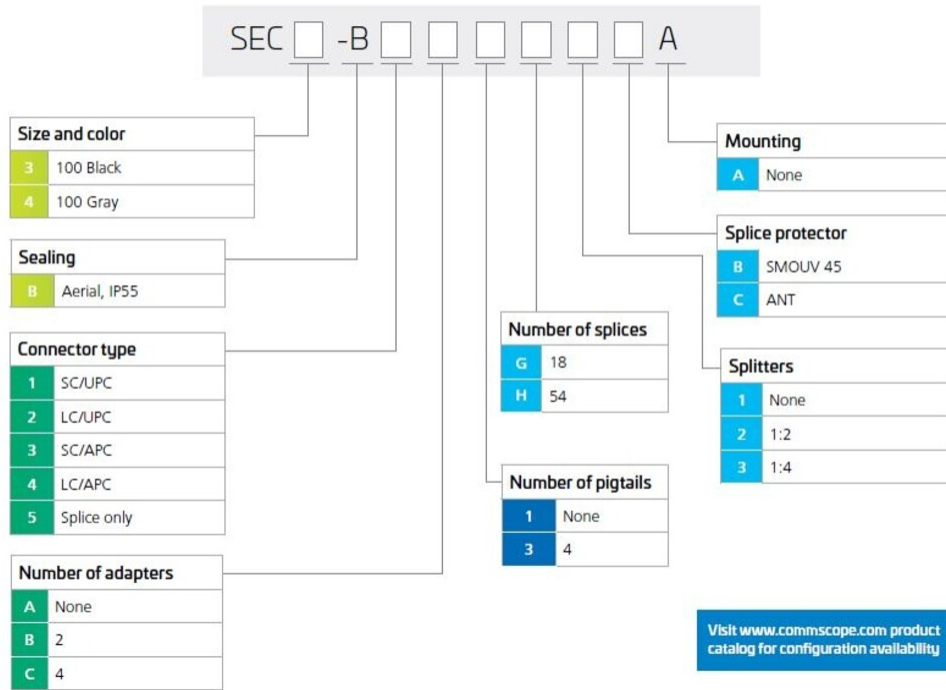 SEC -B A
Size and color
3 100 Black
4 100 Gray
Sealing
B Aerial, IP55
Connector type
1 SC/UPC
2 LC/UPC
3 SC/APC
4 LC/APC
5 Splice only
Number of adapters
A None
B 2
C 4
Number of splices
G 18
H 54
Number of pigtails
1 None
3 4
Mounting
A None
Splice protector
B SMOUV 45
C ANT
Splitters
1 None
2 1:2
3 1:4
Visit www.commscope.com product
catalog for configuration availability